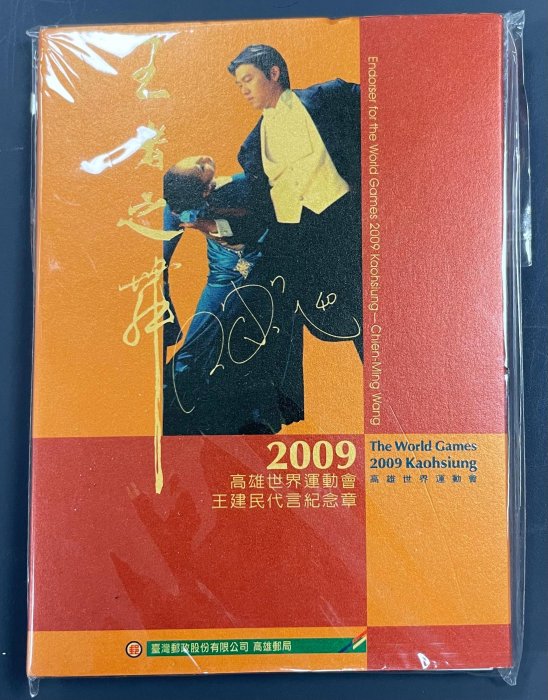 王者之舞
Endorser for the World Games 2009 Kaohsiung — Chien-Ming Wang
40
2009
高雄世界運動會
王建民代言紀念章
The World Games
2009 Kaohsiung
高雄世界運動會
臺灣郵政股份有限公司 高雄郵局